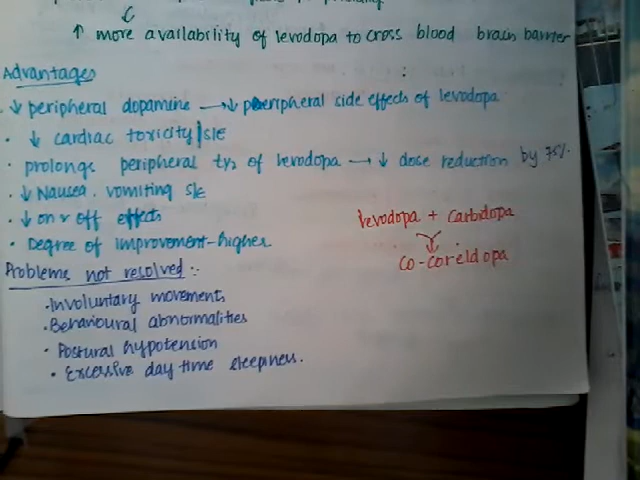 ↑ more availability of levodopa to cross blood brain barrier
Advantages
↓ peripheral dopamine → ↓ peripheral side effects of levodopa
· ↓ cardiac toxicity | s/e
· prolongs peripheral t½ of levodopa → ↓ dose reduction by 75%.
· ↓ Nausea. vomiting s/e
· ↓ on & off effects
· Degree of improvement - higher
levodopa + carbidopa
co-coreldopa
Problems not resolved :-
· Involuntary movements
· Behavioural abnormalities
· Postural hypotension
· Excessive day time sleepiness.